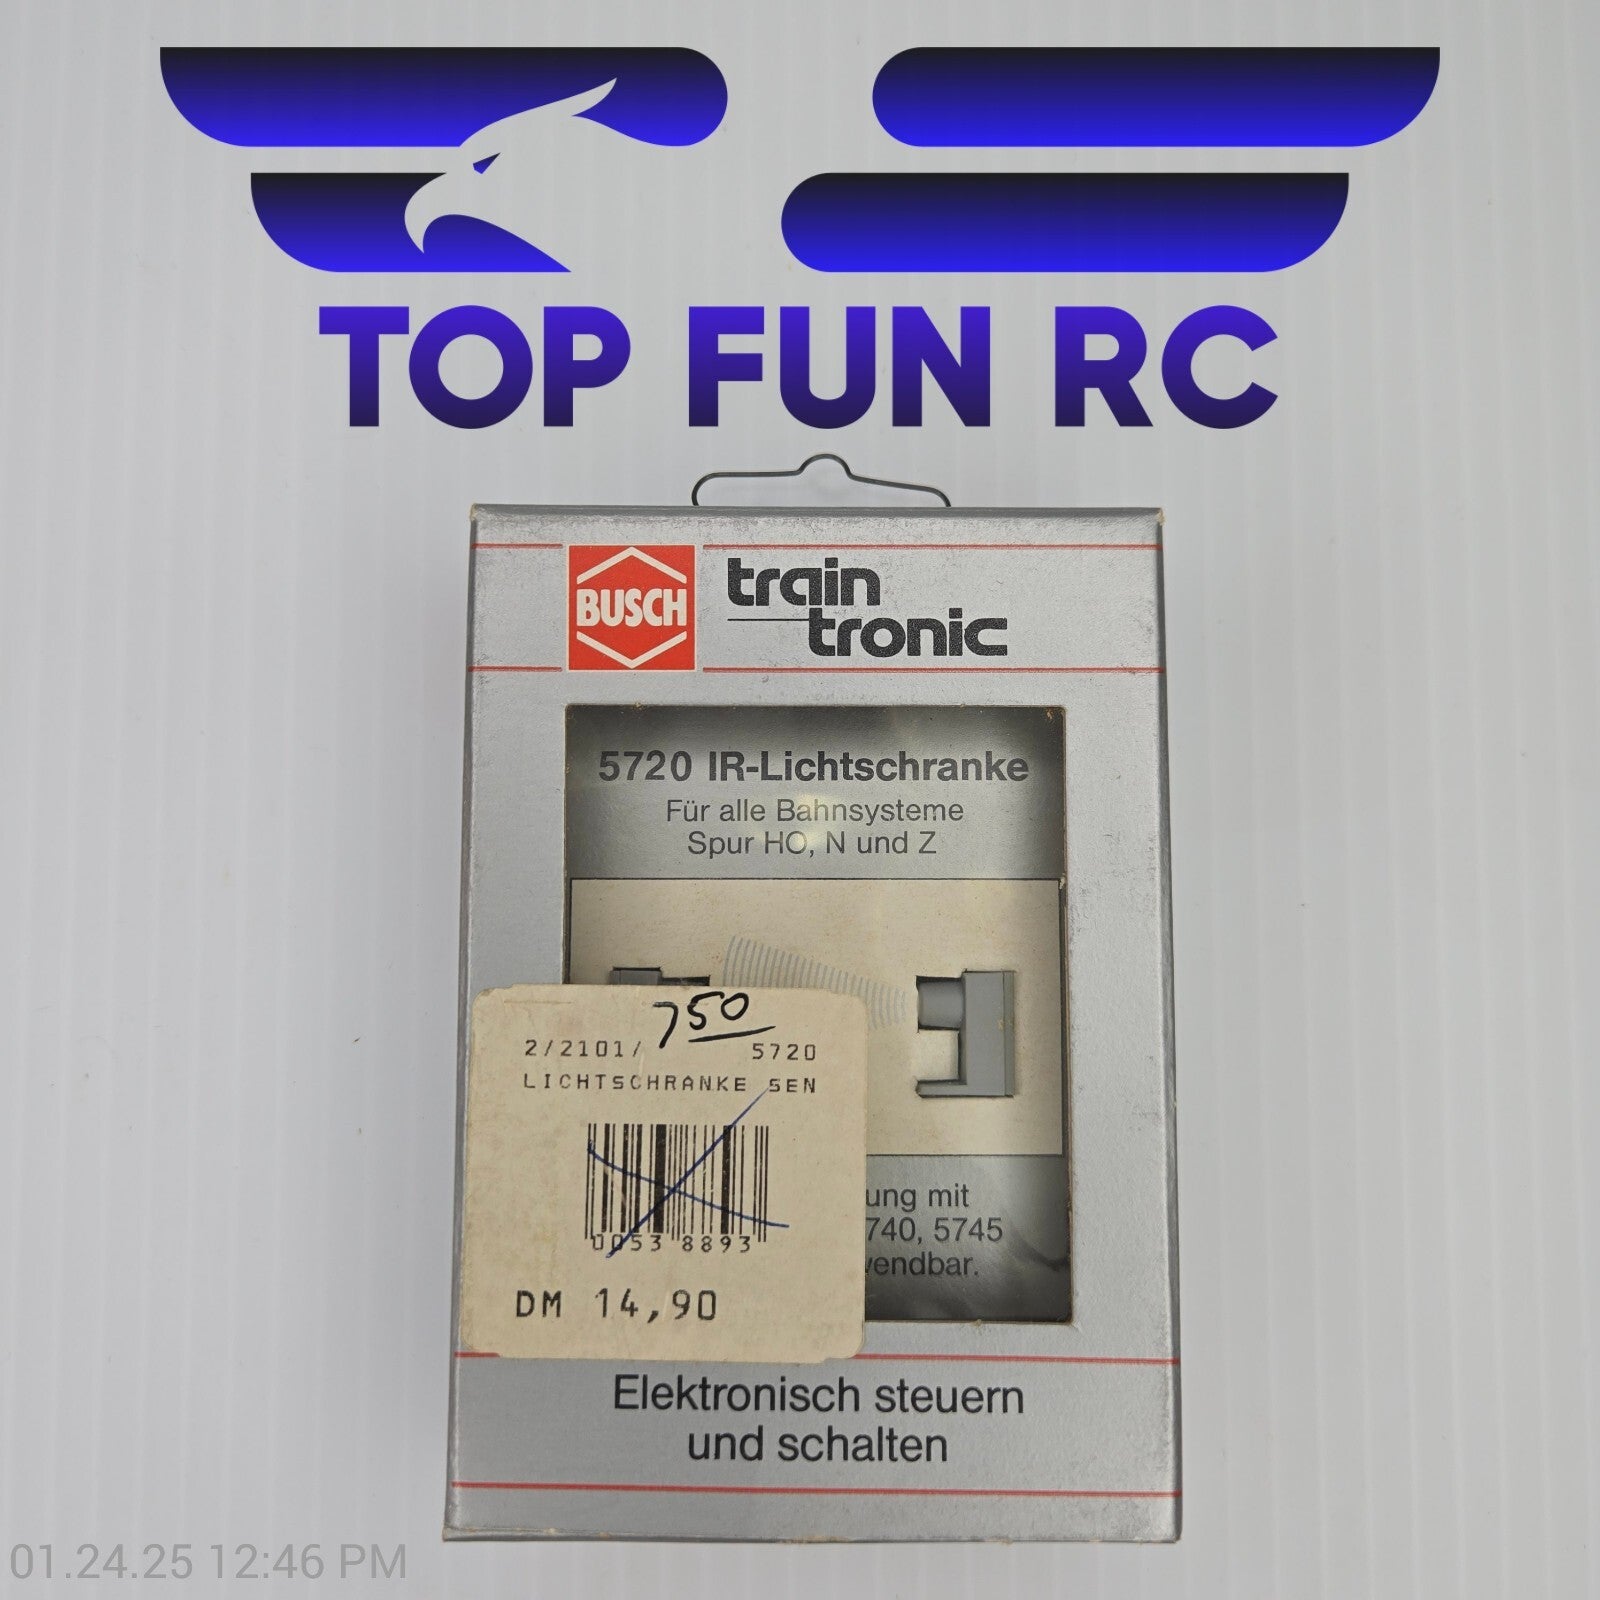 TOP FUN RC
BUSCH
train
tronic
5720 IR-Lichtschranke
Für alle Bahnsysteme
Spur HO, N und Z
750
2/2101/ 5720
LICHTSCHRANKE SEN
0053 8893
DM 14,90
ung mit
740, 5745
wendbar.
Elektronisch steuern
und schalten
01.24.25 12:46 PM